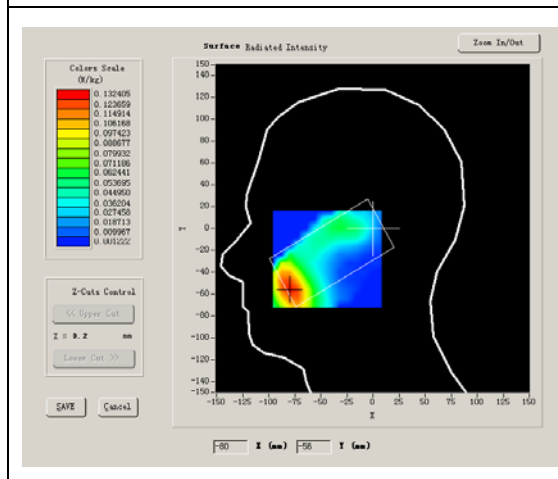 Surface Radiated Intensity
Zoom In/Out
Colors Scale
(W/kg)
0.132405
0.123659
0.114914
0.106168
0.097423
0.088677
0.079932
0.071186
0.062441
0.053695
0.044950
0.036204
0.027458
0.018713
0.009967
0.001222
Z-Cuts Control
<< Upper Cut
Z = 0.2 mm
Lower Cut >>
SAVE
Cancel
150
140
120
100
80
60
40
20
0
-20
-40
-60
-80
-100
-120
-140
-150
Y
-150 -125 -100 -75 -50 -25 0 25 50 75 100 125 150
X
-80 X (mm) -56 Y (mm)